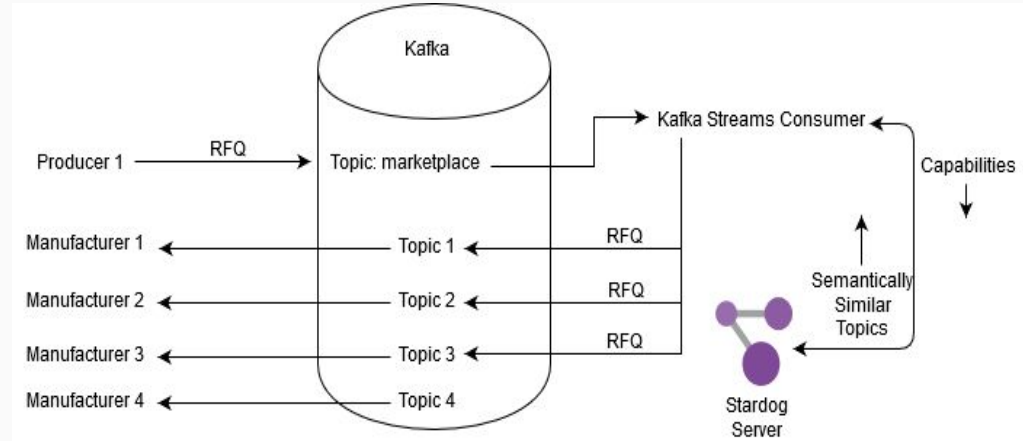 Kafka
Kafka Streams Consumer
RFQ
Producer 1
Topic: marketplace
Capabilities
Manufacturer 1
Topic 1
RFQ
Manufacturer 2
Topic 2
RFQ
Semantically
Similar
Topics
Manufacturer 3
Topic 3
RFQ
Manufacturer 4
Topic 4
Stardog
Server